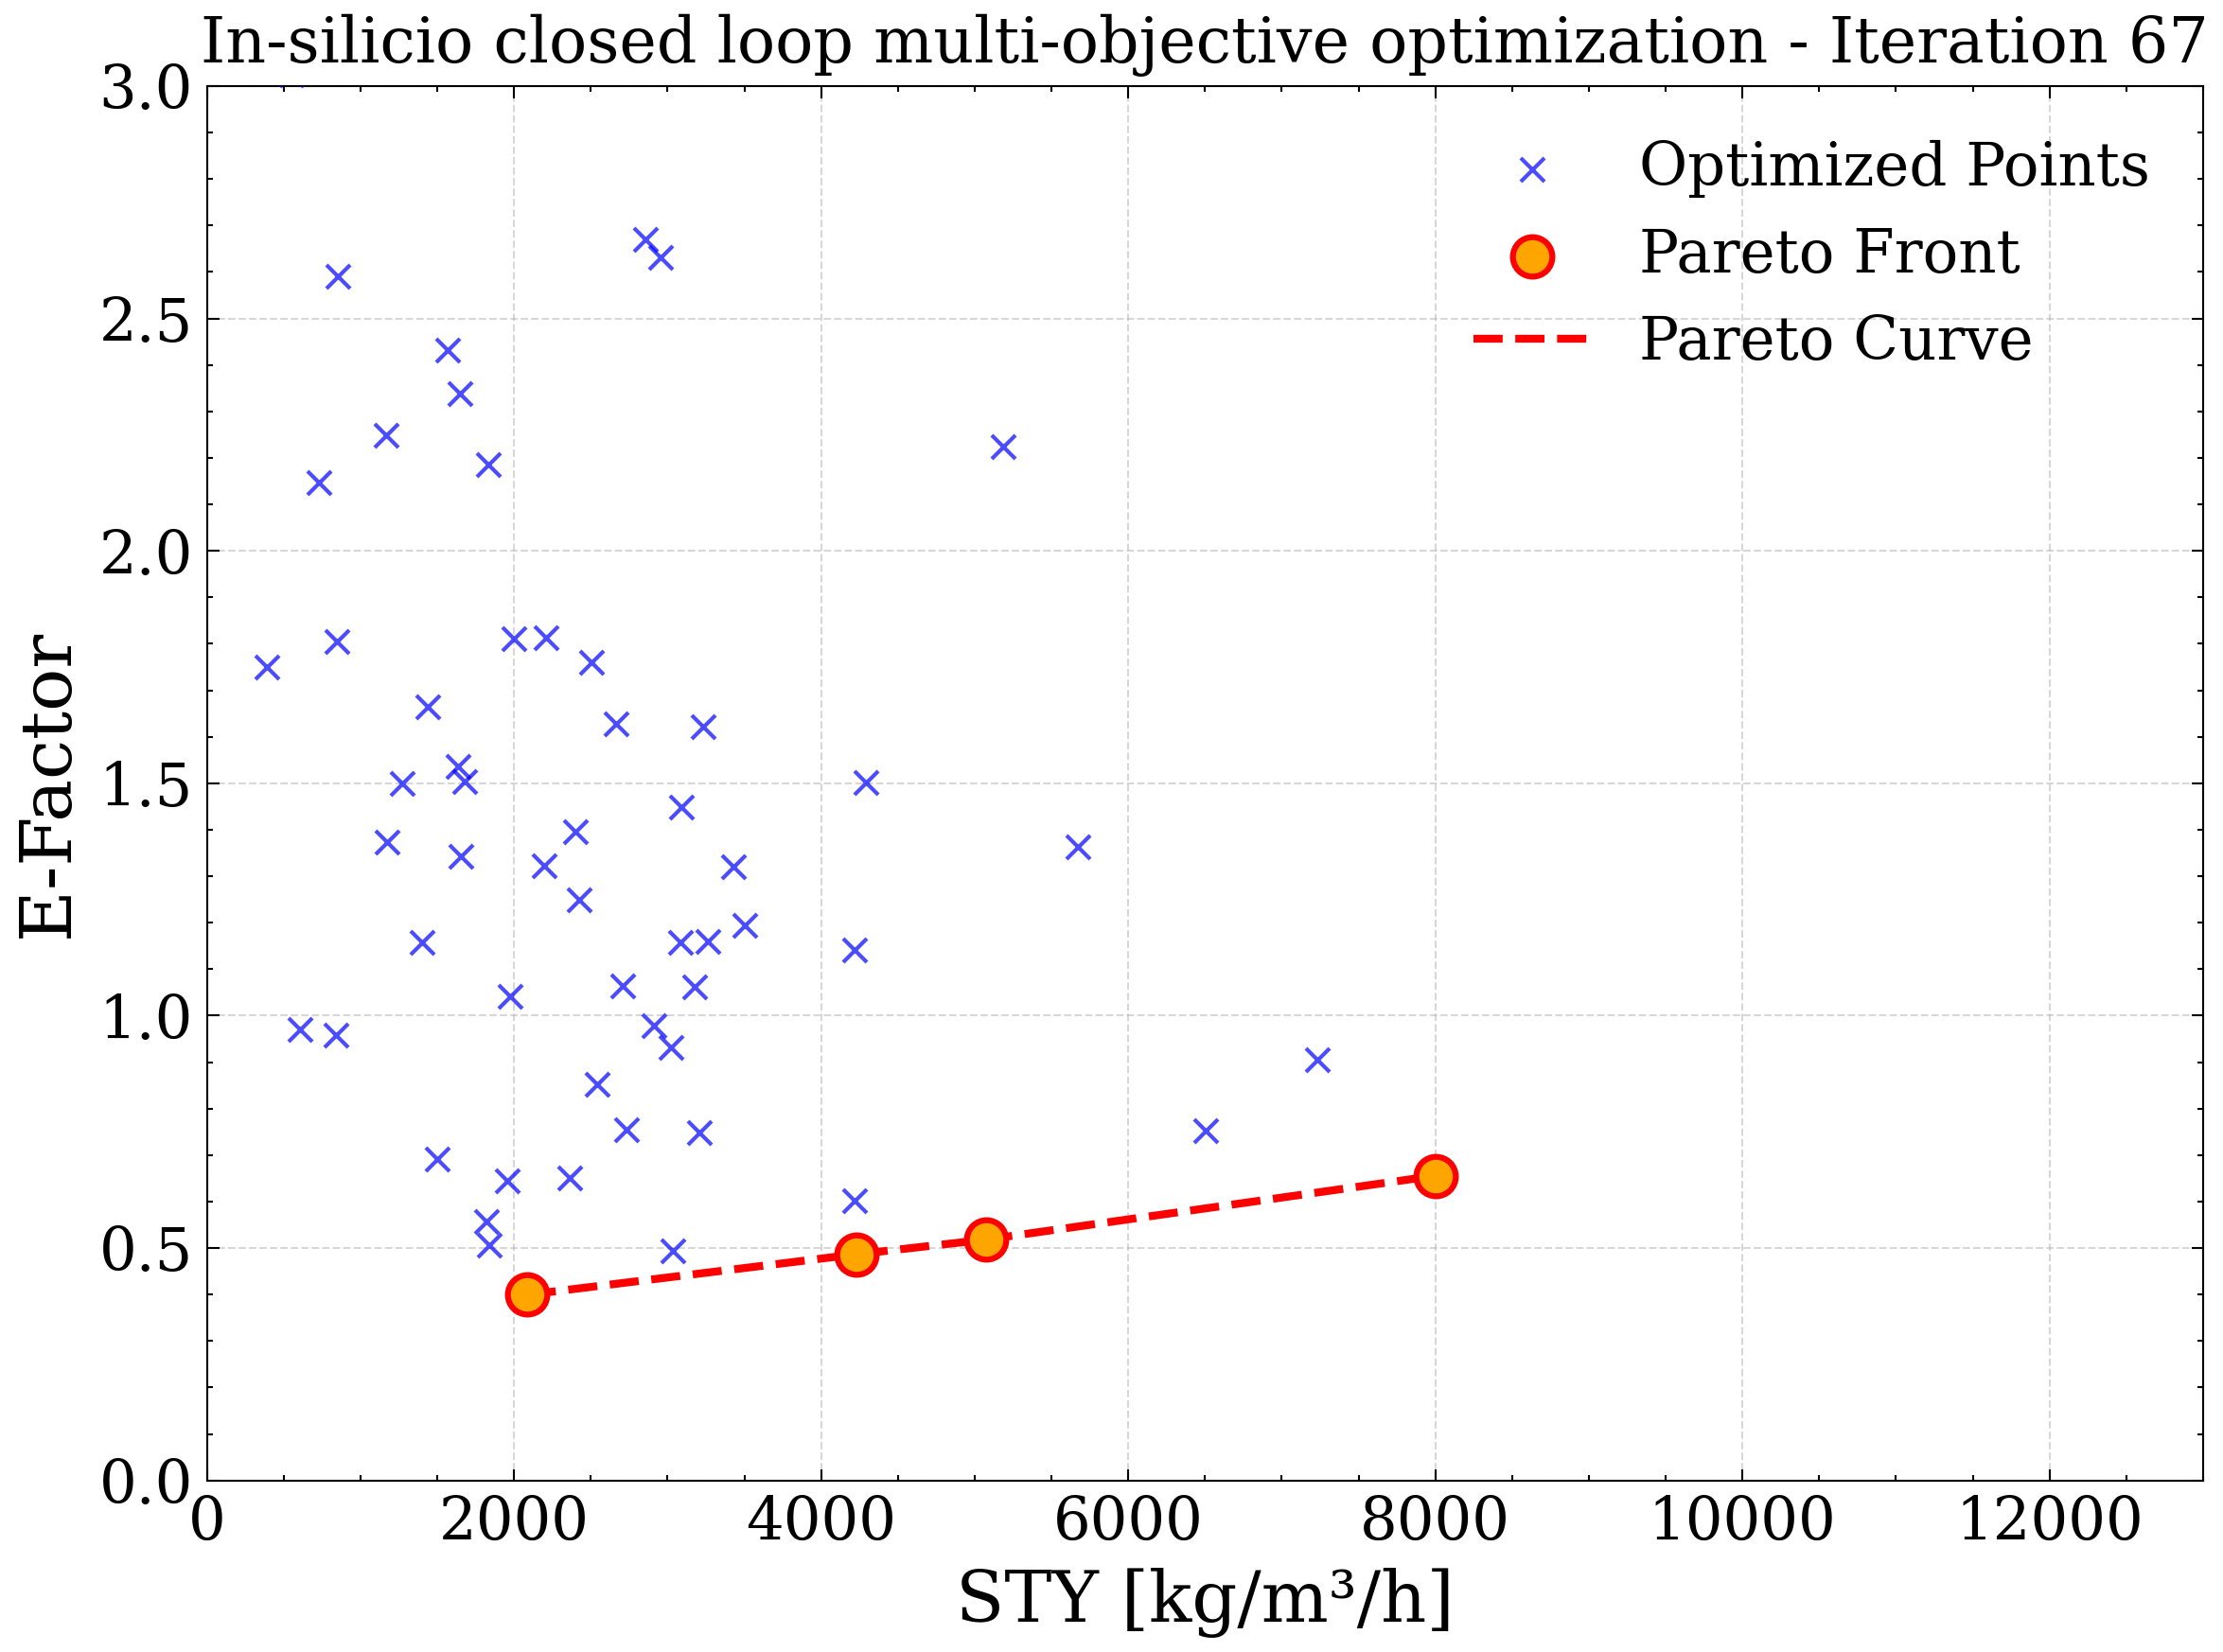 In-silicio closed loop multi-objective optimization - Iteration 67
3.0
2.5
2.0
1.5
1.0
0.5
0.0
E-Factor
Optimized Points
Pareto Front
Pareto Curve
0 2000 4000 6000 8000 10000 12000
STY [kg/m³/h]